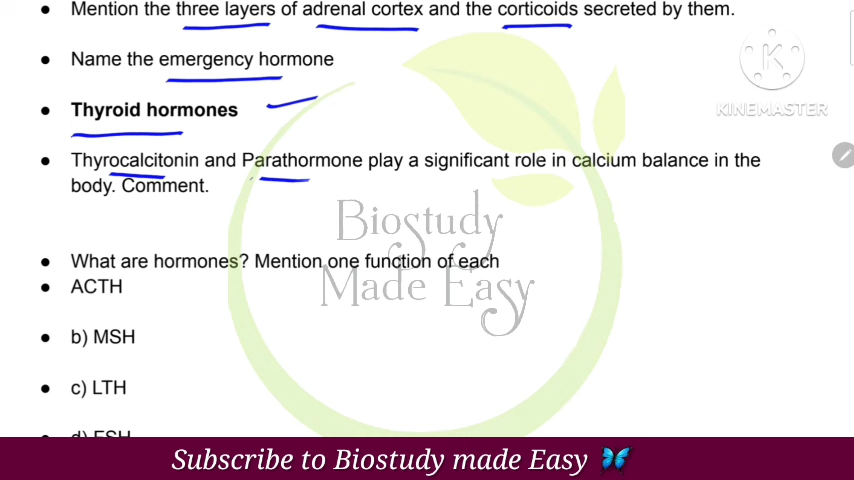 Mention the three layers of adrenal cortex and the corticoids secreted by them.
Name the emergency hormone
KINEMASTER
Thyroid hormones
Thyrocalcitonin and Parathormone play a significant role in calcium balance in the
body. Comment.
Biostudy
Made Easy
What are hormones? Mention one function of each
ACTH
b) MSH
c) LTH
d) FSH
Subscribe to Biostudy made Easy